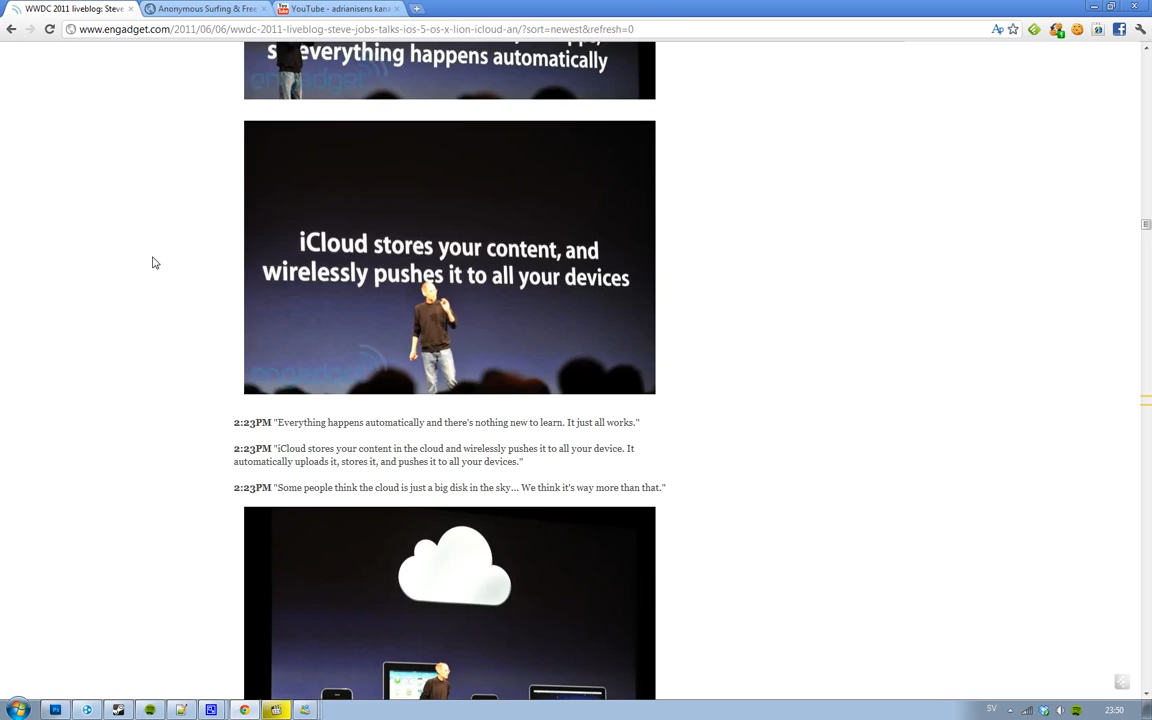 WWDC 2011 liveblog: Steve
Anonymous Surfing & Free
YouTube - adrianisens kana
www.engadget.com/2011/06/06/wwdc-2011-liveblog-steve-jobs-talks-ios-5-os-x-lion-icloud-an/?sort=newest&refresh=0
everything happens automatically
engadget
iCloud stores your content, and
wirelessly pushes it to all your devices
engadget
2:23PM "Everything happens automatically and there's nothing new to learn. It just all works."
2:23PM "iCloud stores your content in the cloud and wirelessly pushes it to all your device. It
automatically uploads it, stores it, and pushes it to all your devices."
2:23PM "Some people think the cloud is just a big disk in the sky... We think it's way more than that."
SV
23:50